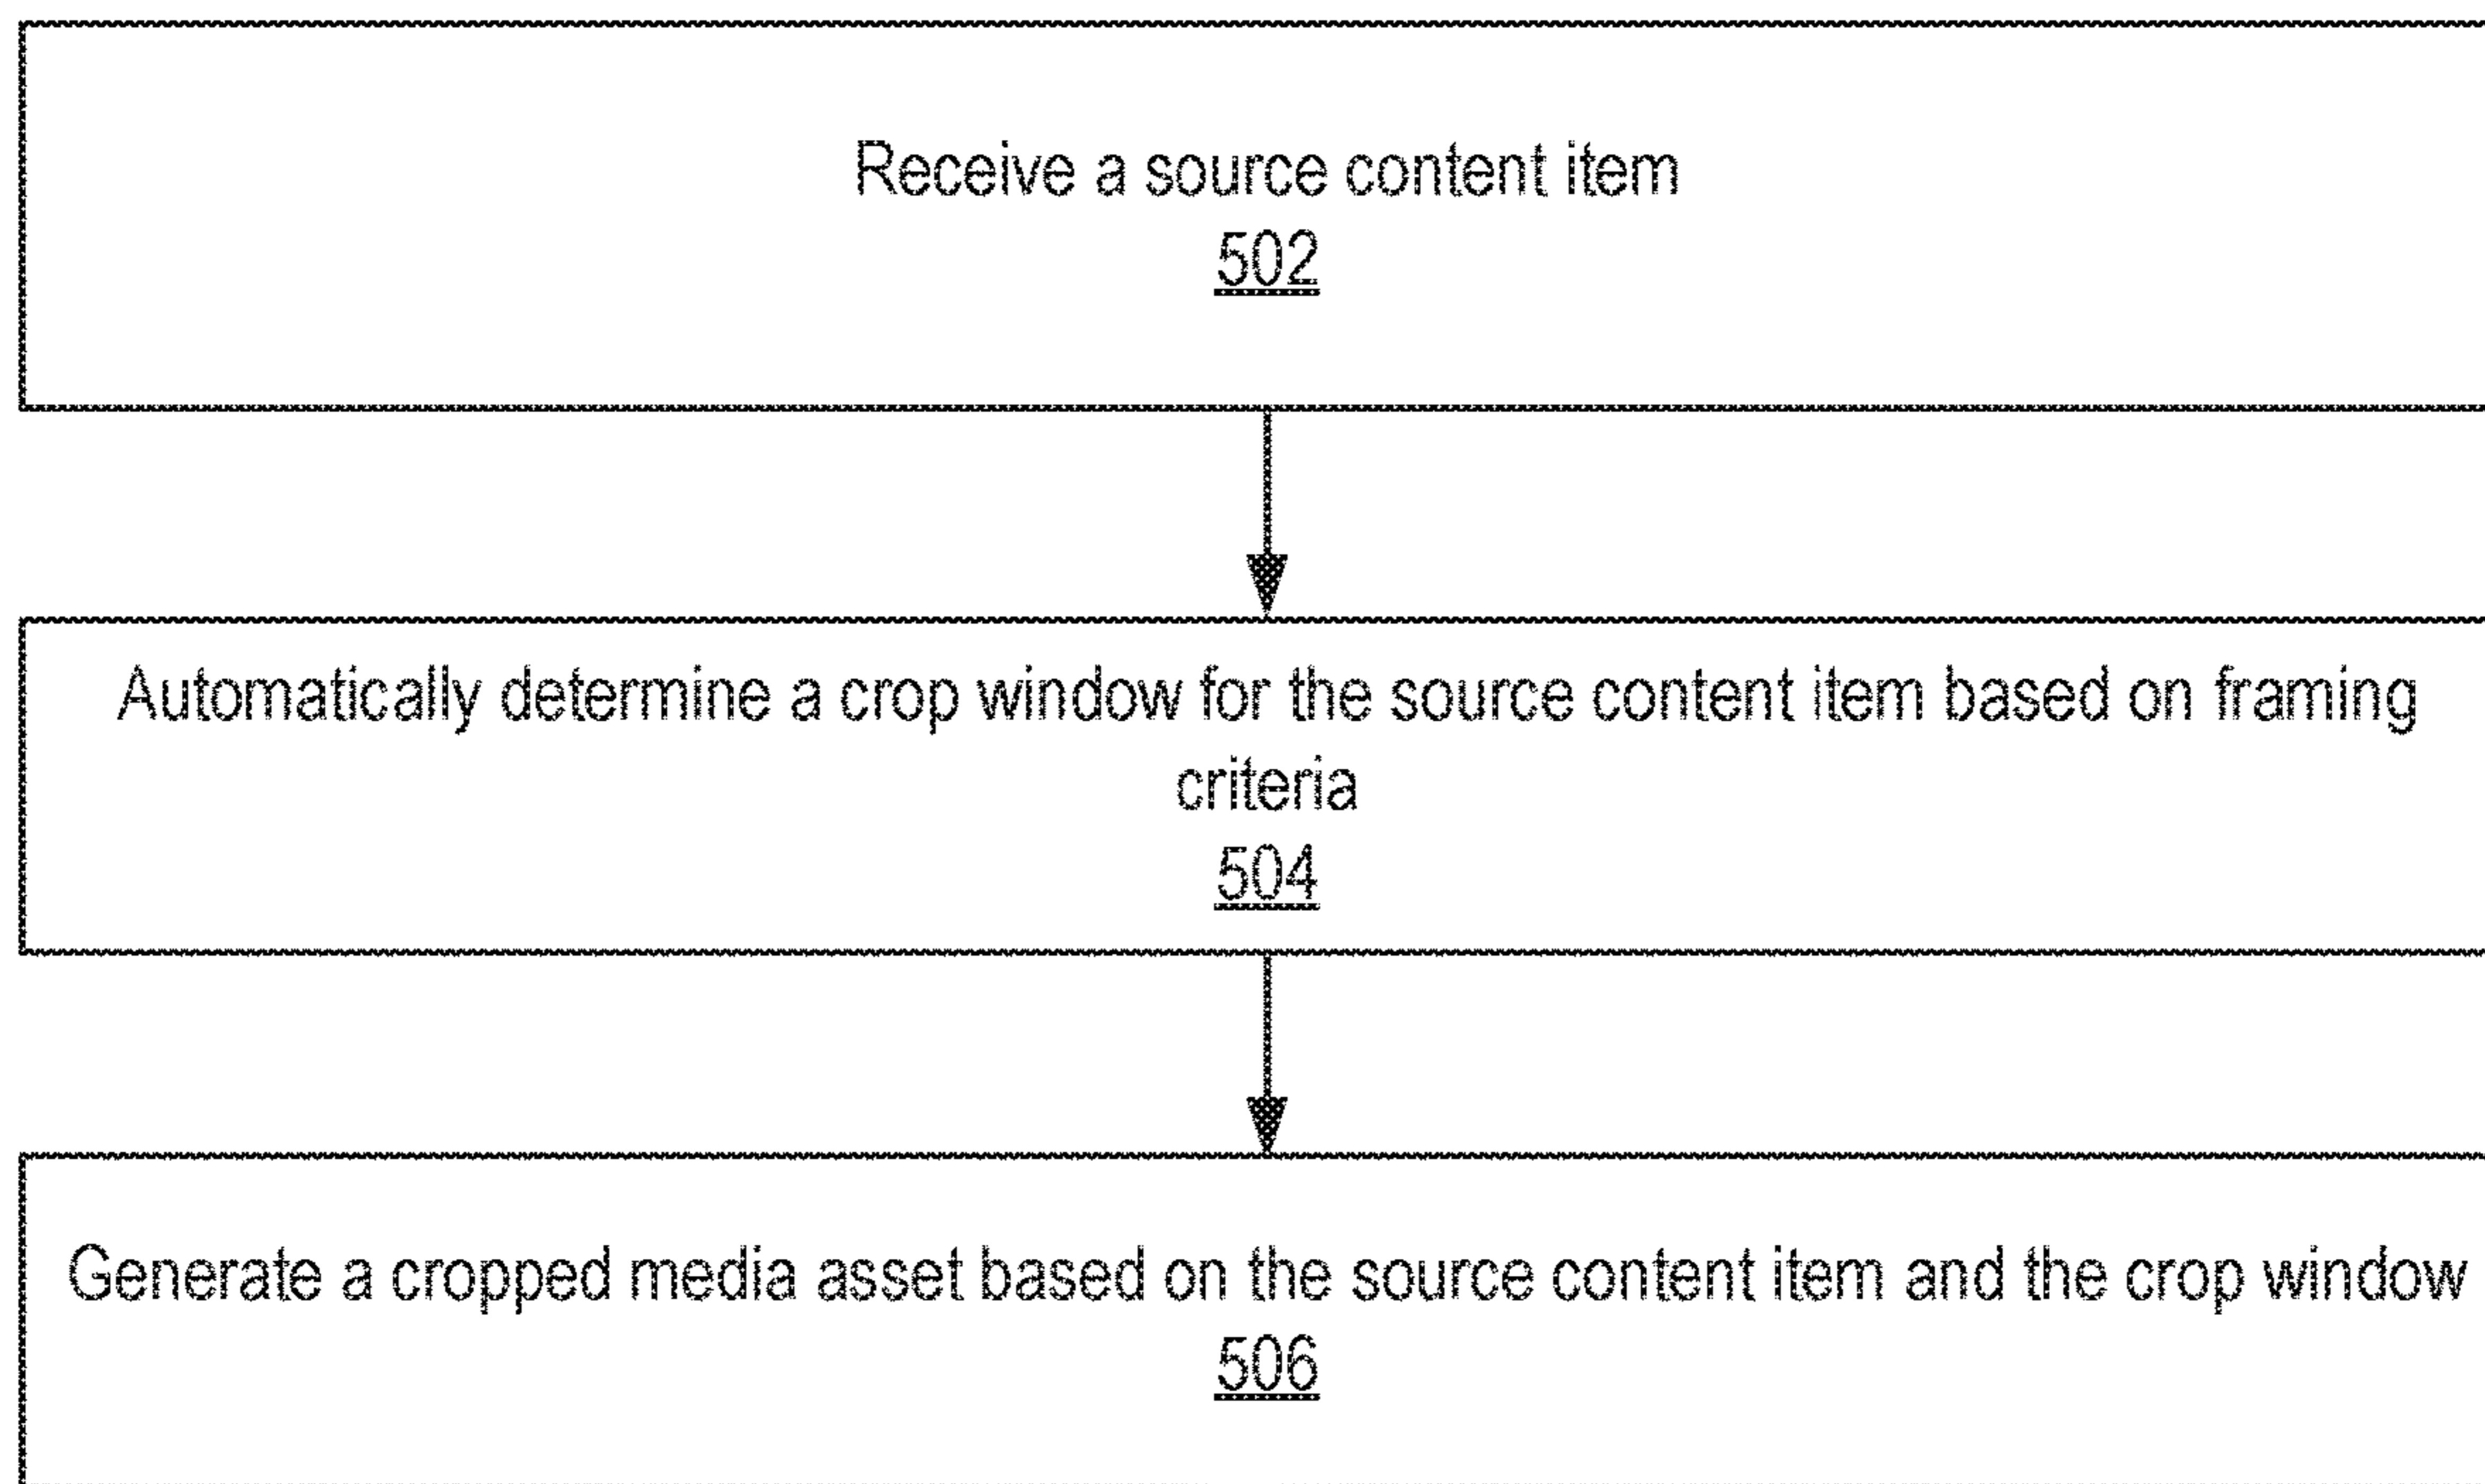 Receive a source content item
502
Automatically determine a crop window for the source content item based on framing
criteria
504
Generate a cropped media asset based on the source content item and the crop window
506